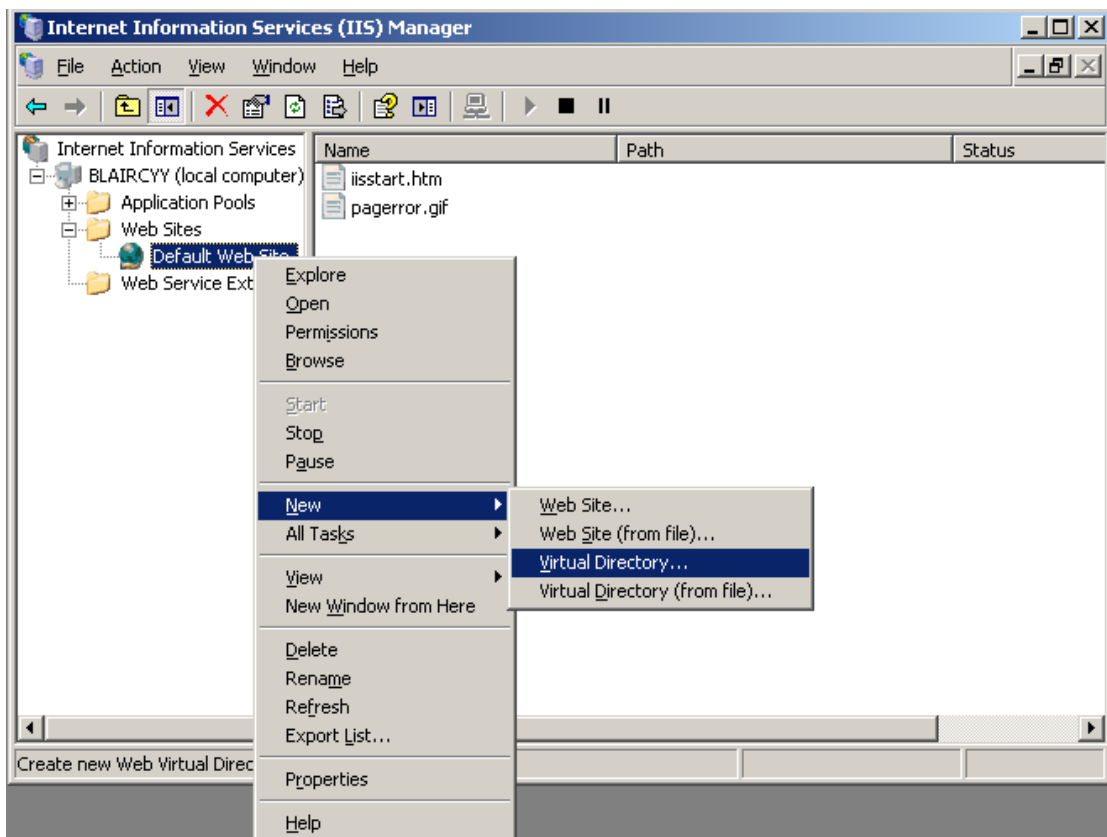 Internet Information Services (IIS) Manager
File Action View Window Help
Internet Information Services
Name Path Status
BLAIRCYY (local computer)
iisstart.htm
Application Pools
pagerror.gif
Web Sites
Default Web Site
Web Service Ext
Explore
Open
Permissions
Browse
Start
Stop
Pause
New
Web Site...
All Tasks
Web Site (from file)...
Virtual Directory...
View
Virtual Directory (from file)...
New Window from Here
Delete
Rename
Refresh
Export List...
Create new Web Virtual Direc
Properties
Help